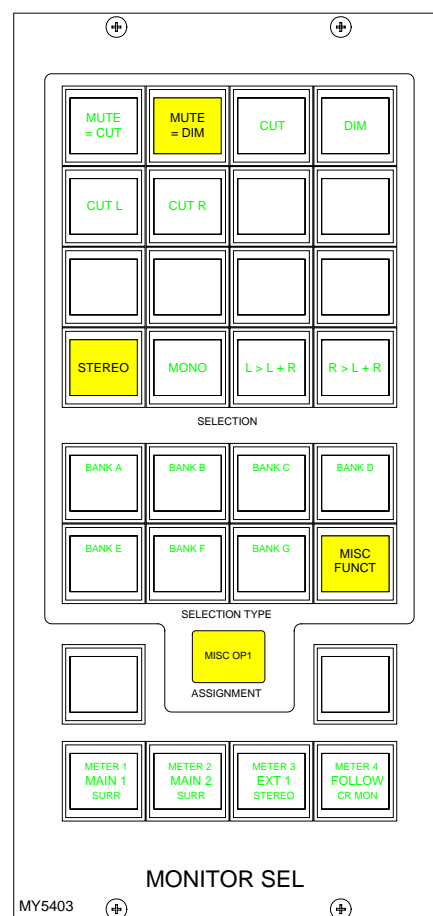 MUTE
= CUT
MUTE
= DIM
CUT
DIM
CUT L
CUT R
STEREO
MONO
L > L + R
R > L + R
SELECTION
BANK A
BANK B
BANK C
BANK D
BANK E
BANK F
BANK G
MISC
FUNCT
SELECTION TYPE
MISC OP1
ASSIGNMENT
METER 1
MAIN 1
SURR
METER 2
MAIN 2
SURR
METER 3
EXT 1
STEREO
METER 4
FOLLOW
CR MON
MONITOR SEL
MY5403